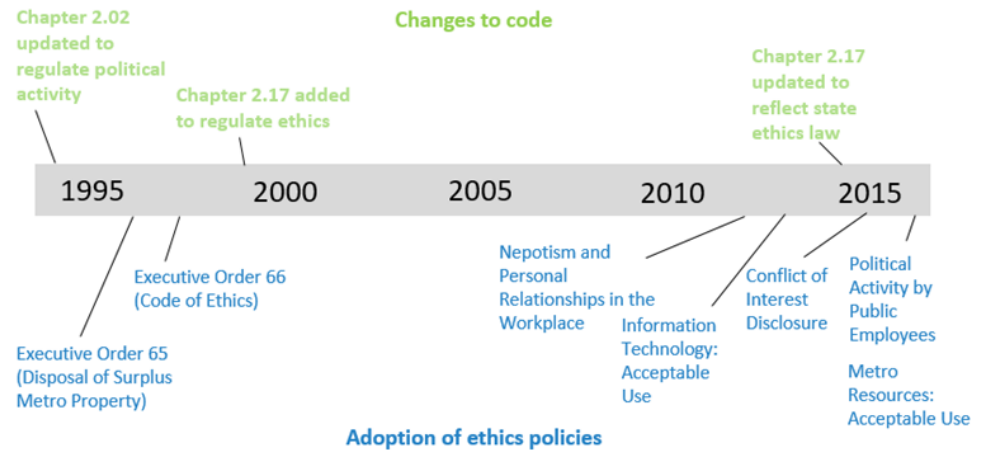 Changes to code
Chapter 2.02
updated to
regulate political
activity
Chapter 2.17 added
to regulate ethics
Chapter 2.17
updated to
reflect state
ethics law
1995
2000
2005
2010
2015
Executive Order 65
(Disposal of Surplus
Metro Property)
Executive Order 66
(Code of Ethics)
Nepotism and
Personal
Relationships in the
Workplace
Information
Technology:
Acceptable
Use
Conflict of
Interest
Disclosure
Political
Activity by
Public
Employees
Metro
Resources:
Acceptable Use
Adoption of ethics policies